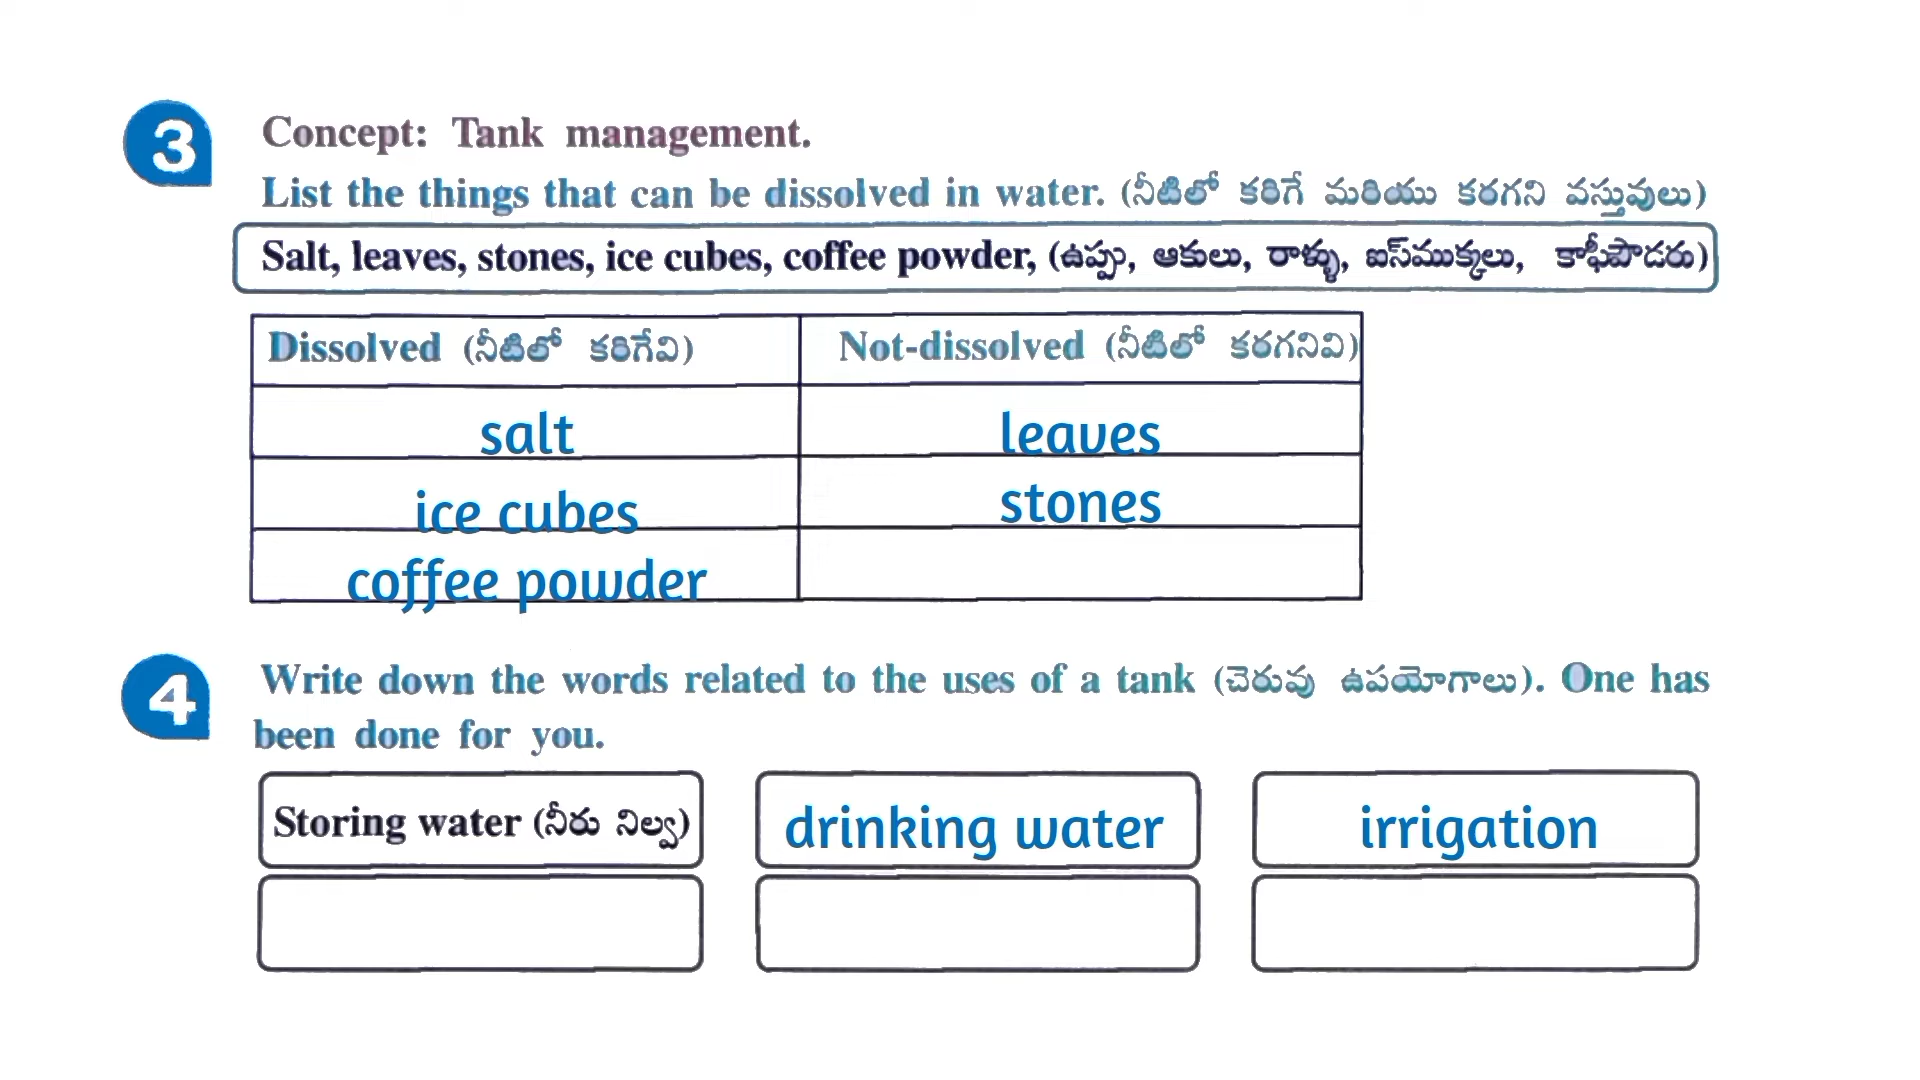 3
Concept: Tank management.
List the things that can be dissolved in water. (నీటిలో కరిగే మరియు కరగని వస్తువులు)
Salt, leaves, stones, ice cubes, coffee powder, (ఉప్పు, ఆకులు, రాళ్ళు, ఐస్‌ముక్కలు, కాఫీపౌడరు)
Dissolved (నీటిలో కరిగేవి) Not-dissolved (నీటిలో కరగనివి)
salt leaves
ice cubes stones
coffee powder
4
Write down the words related to the uses of a tank (చెరువు ఉపయోగాలు). One has
been done for you.
Storing water (నీరు నిల్వ) drinking water irrigation